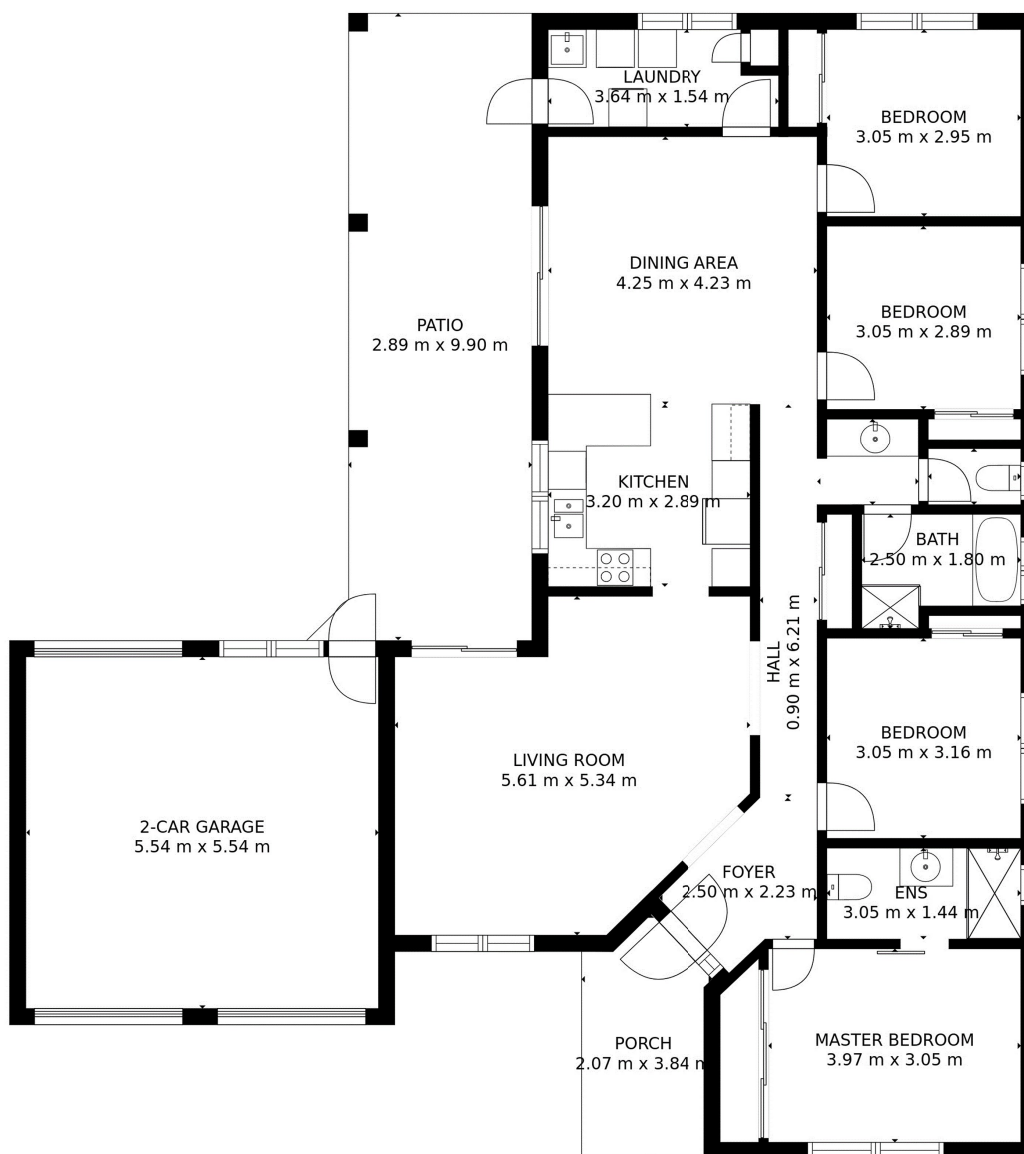 LAUNDRY
3.64 m x 1.54 m
BEDROOM
3.05 m x 2.95 m
DINING AREA
4.25 m x 4.23 m
BEDROOM
3.05 m x 2.89 m
PATIO
2.89 m x 9.90 m
KITCHEN
3.20 m x 2.89 m
BATH
2.50 m x 1.80 m
HALL
0.90 m x 6.21 m
BEDROOM
3.05 m x 3.16 m
LIVING ROOM
5.61 m x 5.34 m
2-CAR GARAGE
5.54 m x 5.54 m
FOYER
2.50 m x 2.23 m
ENS
3.05 m x 1.44 m
PORCH
2.07 m x 3.84 m
MASTER BEDROOM
3.97 m x 3.05 m